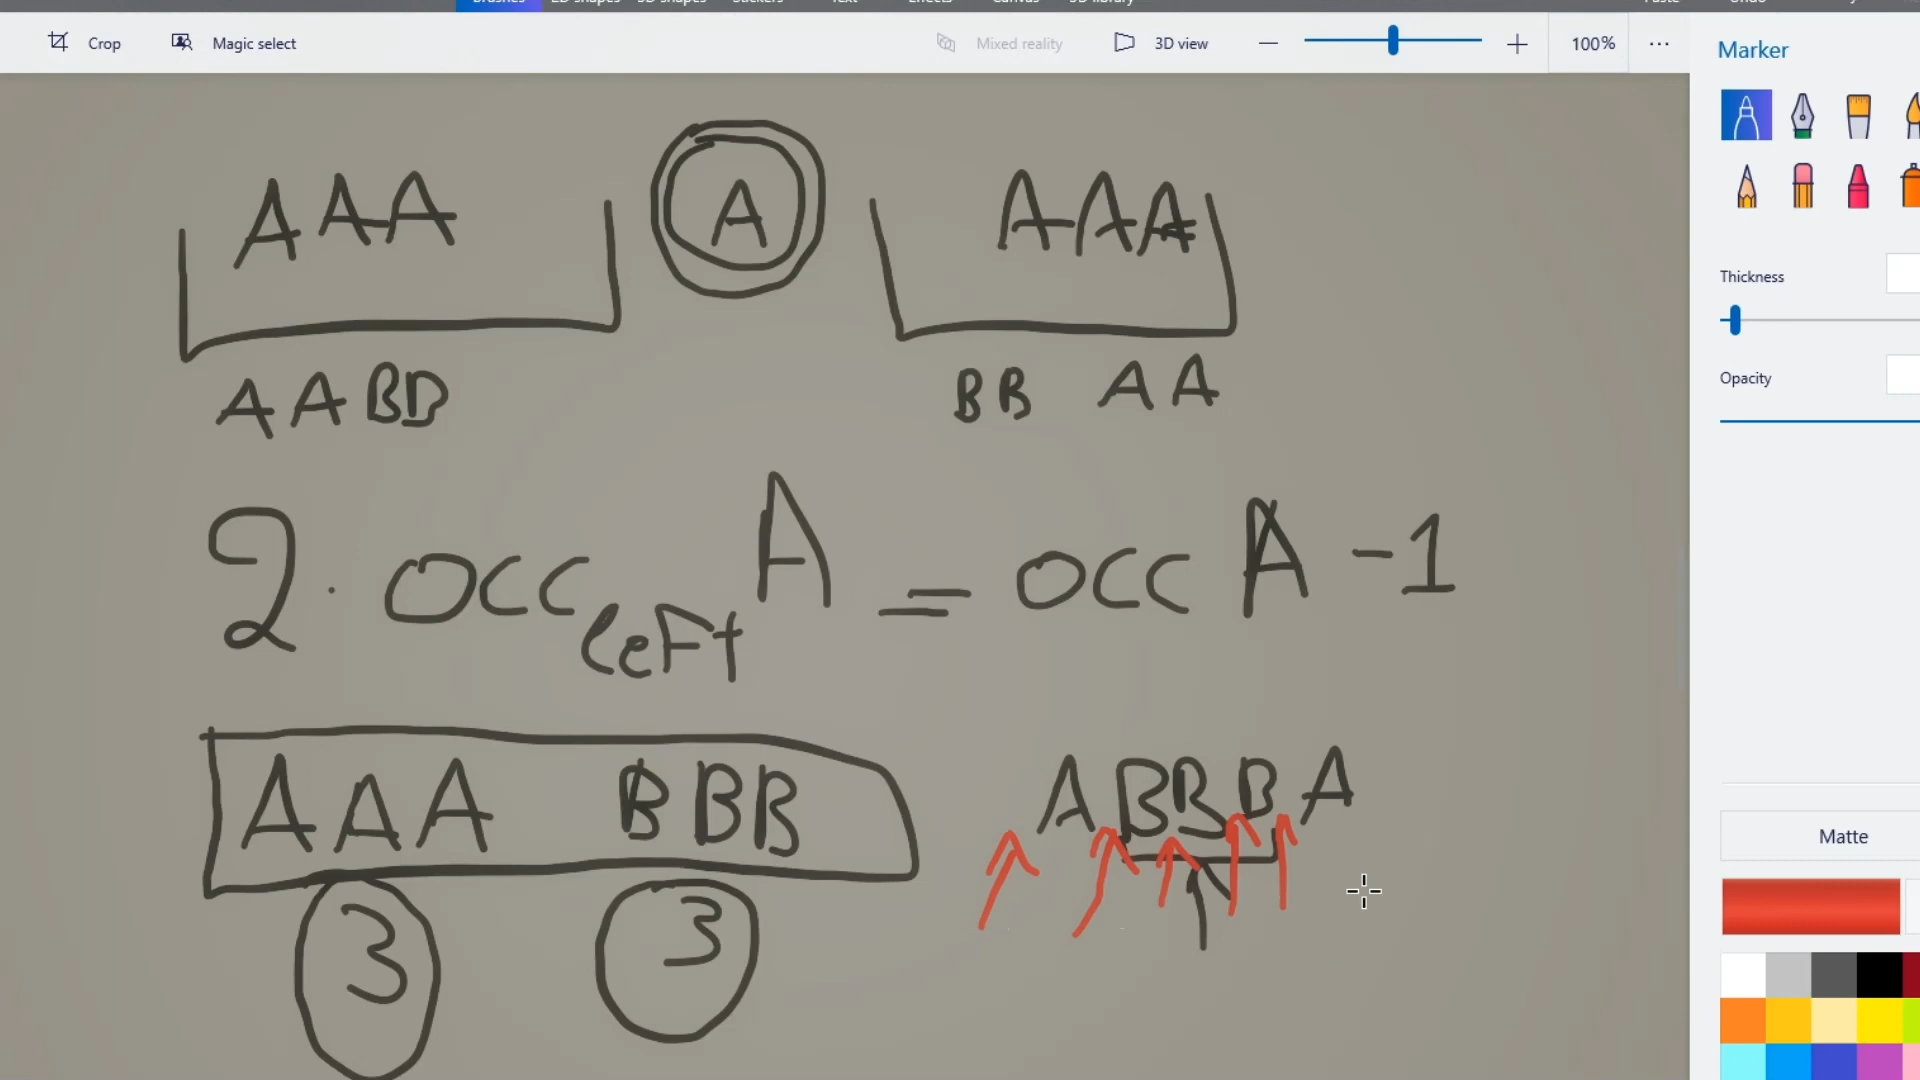 Crop Magic select Mixed reality 3D view 100%
Marker
Thickness
Opacity
Matte
AAA A AAA
AABD BB AA
2 · occ left A = occ A -1
AAA BBB ABBBA
3 3